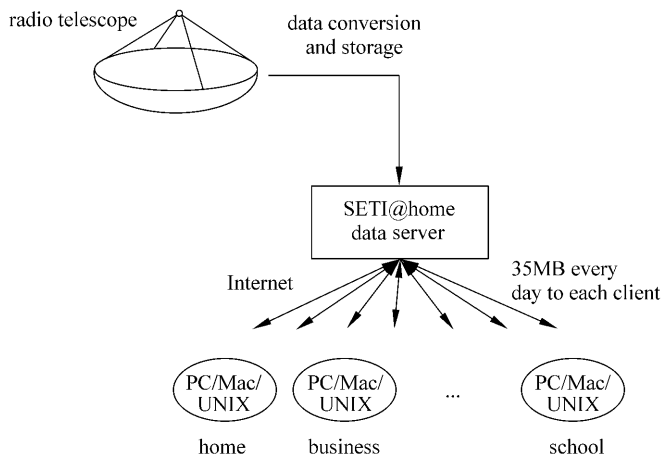 radio telescope
data conversion
and storage
SETI@home
data server
Internet
35MB every
day to each client
PC/Mac/
UNIX
PC/Mac/
UNIX
...
PC/Mac/
UNIX
home
business
school